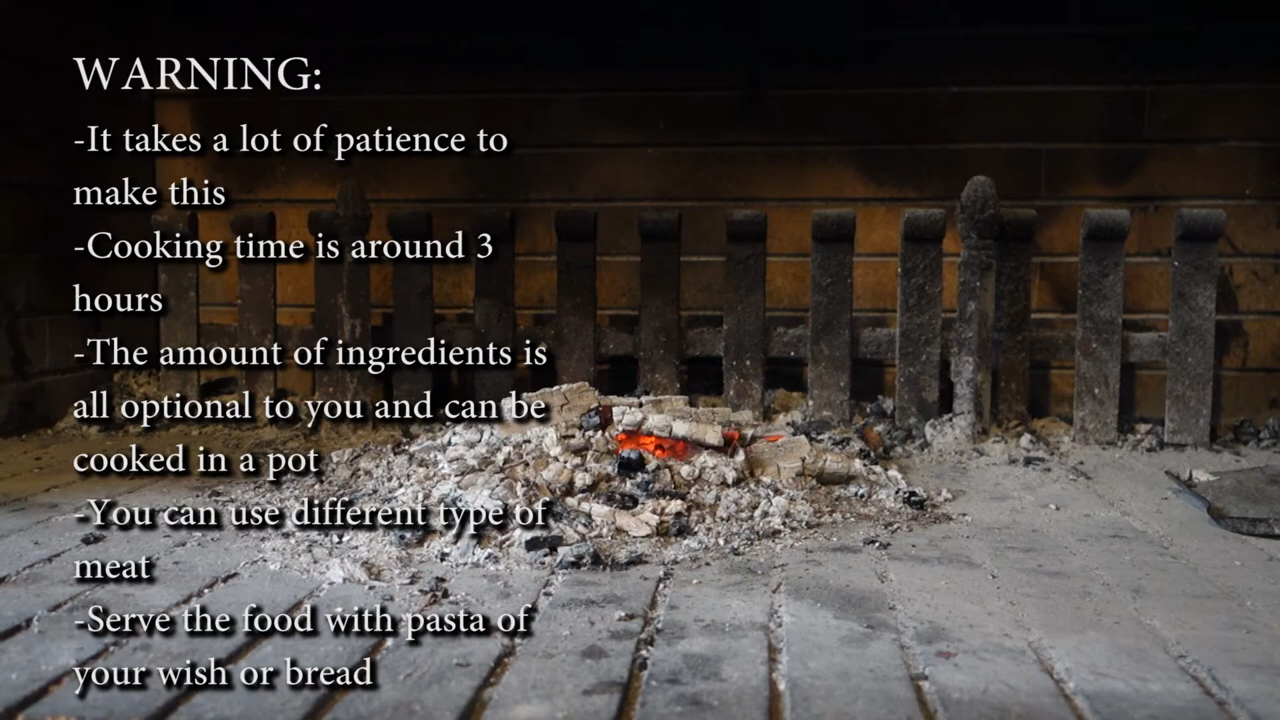 WARNING:
-It takes a lot of patience to
make this
-Cooking time is around 3
hours
-The amount of ingredients is
all optional to you and can be
cooked in a pot
-You can use different type of
meat
-Serve the food with pasta of
your wish or bread